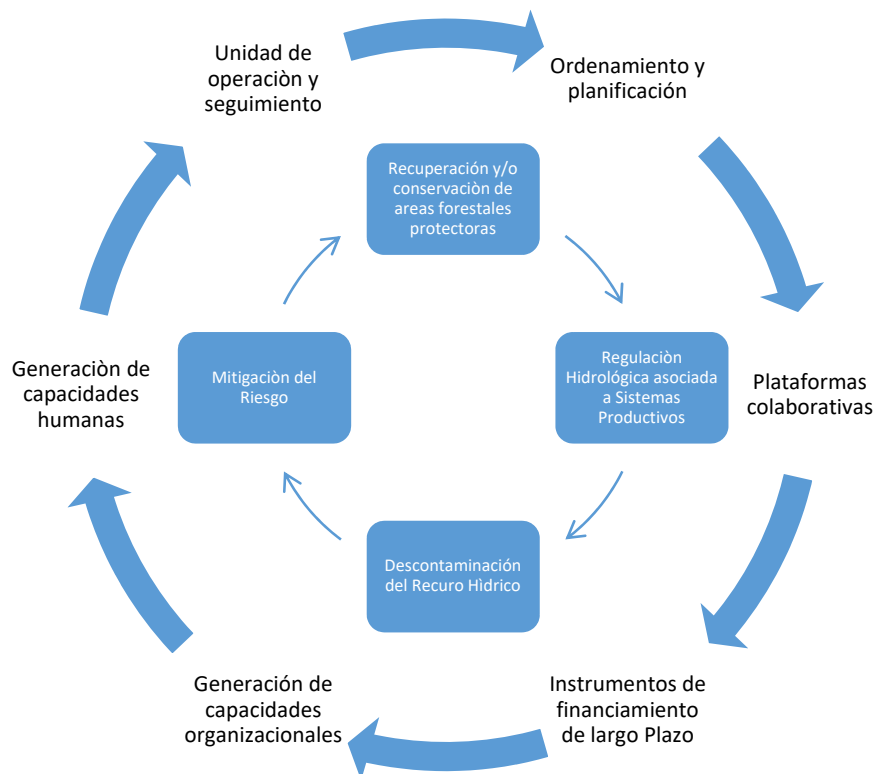 Unidad de
operaciòn y
seguimiento
Ordenamiento y
planificación
Recuperación y/o
conservaciòn de
areas forestales
protectoras
Generaciòn de
capacidades
humanas
Mitigaciòn del
Riesgo
Regulaciòn
Hidrológica asociada
a Sistemas
Productivos
Plataformas
colaborativas
Descontaminación
del Recuro Hìdrico
Generación de
capacidades
organizacionales
Instrumentos de
financiamiento
de largo Plazo